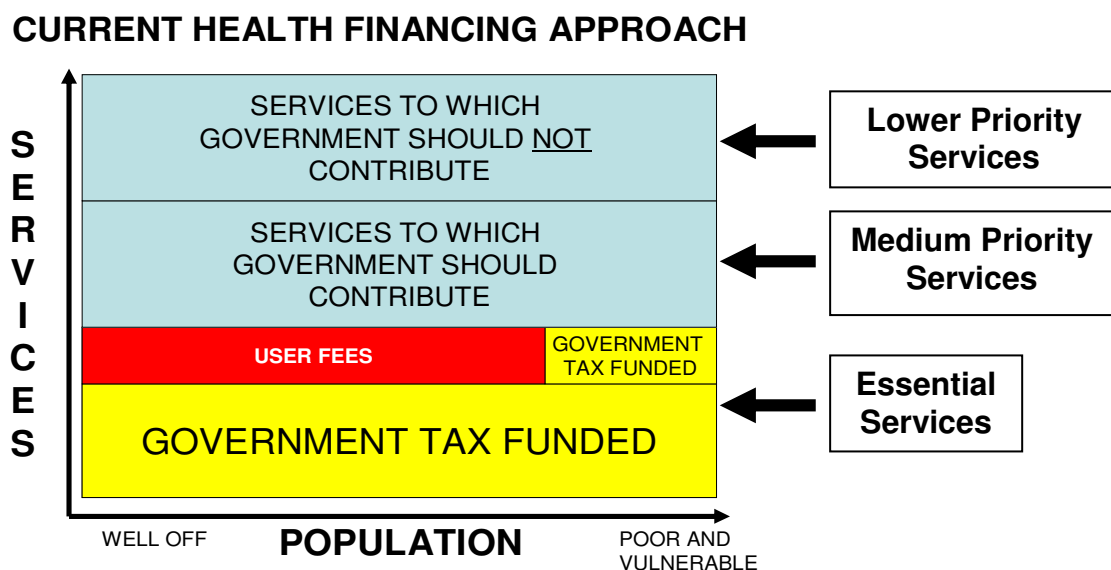 CURRENT HEALTH FINANCING APPROACH
SERVICES
SERVICES TO WHICH
GOVERNMENT SHOULD NOT
CONTRIBUTE
Lower Priority
Services
SERVICES TO WHICH
GOVERNMENT SHOULD
CONTRIBUTE
Medium Priority
Services
USER FEES
GOVERNMENT
TAX FUNDED
GOVERNMENT TAX FUNDED
Essential
Services
WELL OFF
POPULATION
POOR AND
VULNERABLE